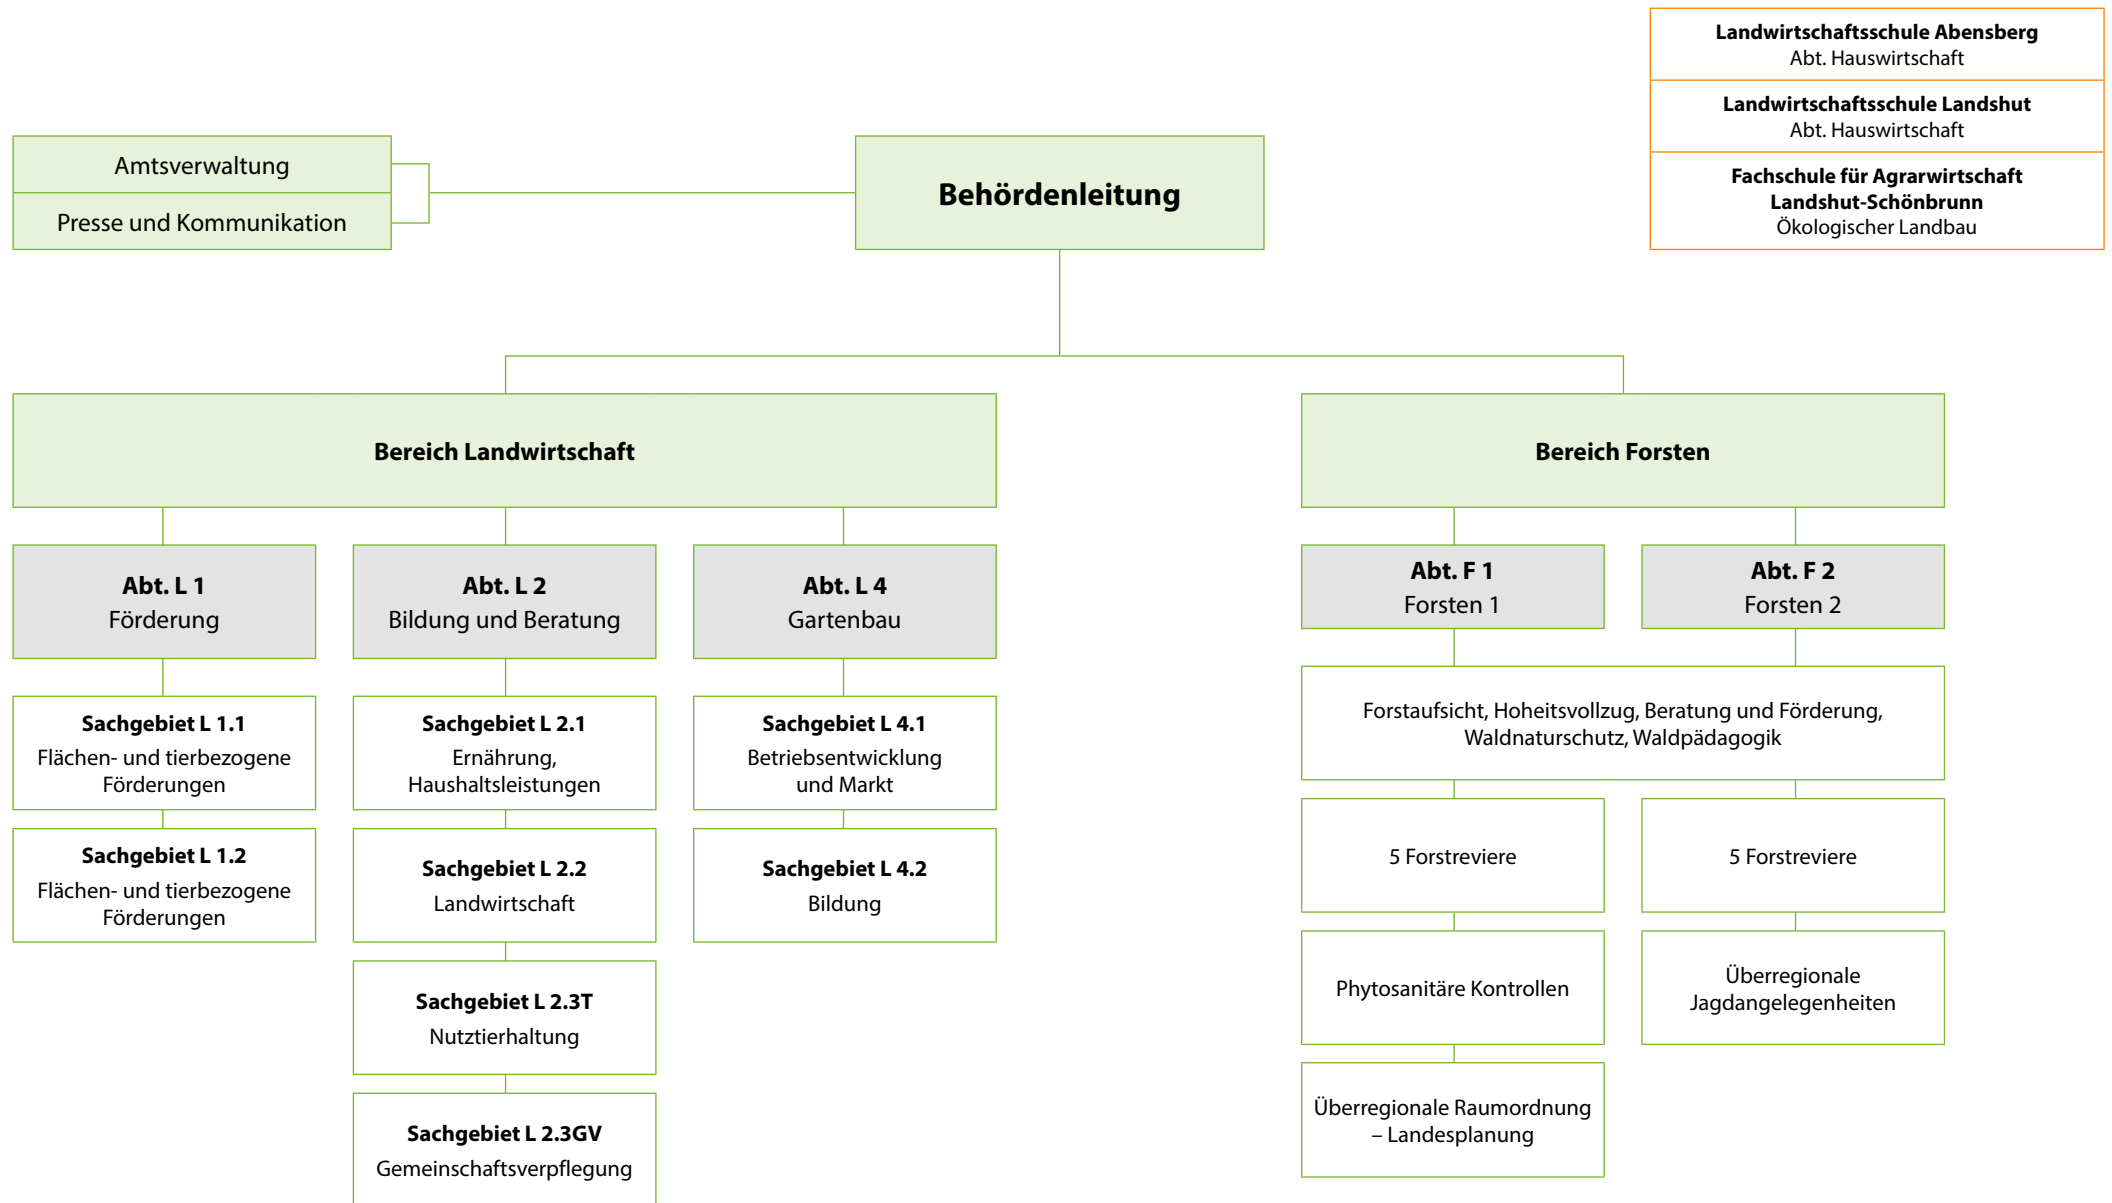 Landwirtschaftsschule Abensberg
Abt. Hauswirtschaft
Landwirtschaftsschule Landshut
Abt. Hauswirtschaft
Fachschule für Agrarwirtschaft
Landshut-Schönbrunn
Ökologischer Landbau
Amtsverwaltung
Presse und Kommunikation
Behördenleitung
Bereich Landwirtschaft
Abt. L 1
Förderung
Sachgebiet L 1.1
Flächen- und tierbezogene
Förderungen
Sachgebiet L 1.2
Flächen- und tierbezogene
Förderungen
Abt. L 2
Bildung und Beratung
Sachgebiet L 2.1
Ernährung,
Haushaltsleistungen
Sachgebiet L 2.2
Landwirtschaft
Sachgebiet L 2.3T
Nutztierhaltung
Sachgebiet L 2.3GV
Gemeinschaftsverpflegung
Abt. L 4
Gartenbau
Sachgebiet L 4.1
Betriebsentwicklung
und Markt
Sachgebiet L 4.2
Bildung
Bereich Forsten
Abt. F 1
Forsten 1
Abt. F 2
Forsten 2
Forstaufsicht, Hoheitsvollzug, Beratung und Förderung,
Waldnaturschutz, Waldpädagogik
5 Forstreviere
Phytosanitäre Kontrollen
Überregionale Raumordnung
– Landesplanung
5 Forstreviere
Überregionale
Jagdangelegenheiten